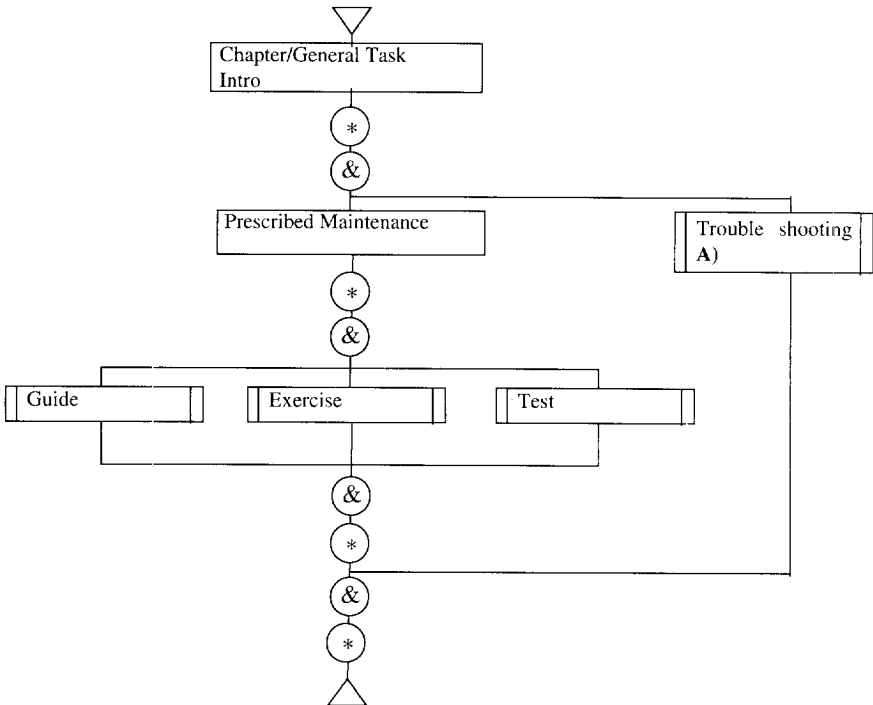 Chapter/General Task
Intro
*
&
Prescribed Maintenance
Trouble shooting
A)
*
&
Guide
Exercise
Test
&
*
&
*